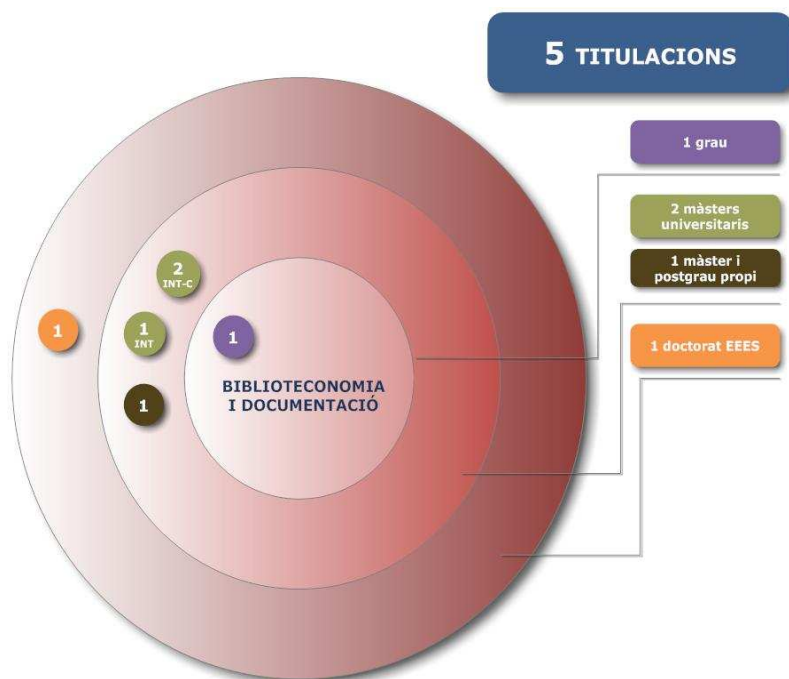 5 TITULACIONS
1 grau
2 màsters
universitaris
1 màster i
postgrau propi
1 doctorat EEES
2
INT-C
1
1
INT
1
1
BIBLIOTECONOMIA
I DOCUMENTACIÓ